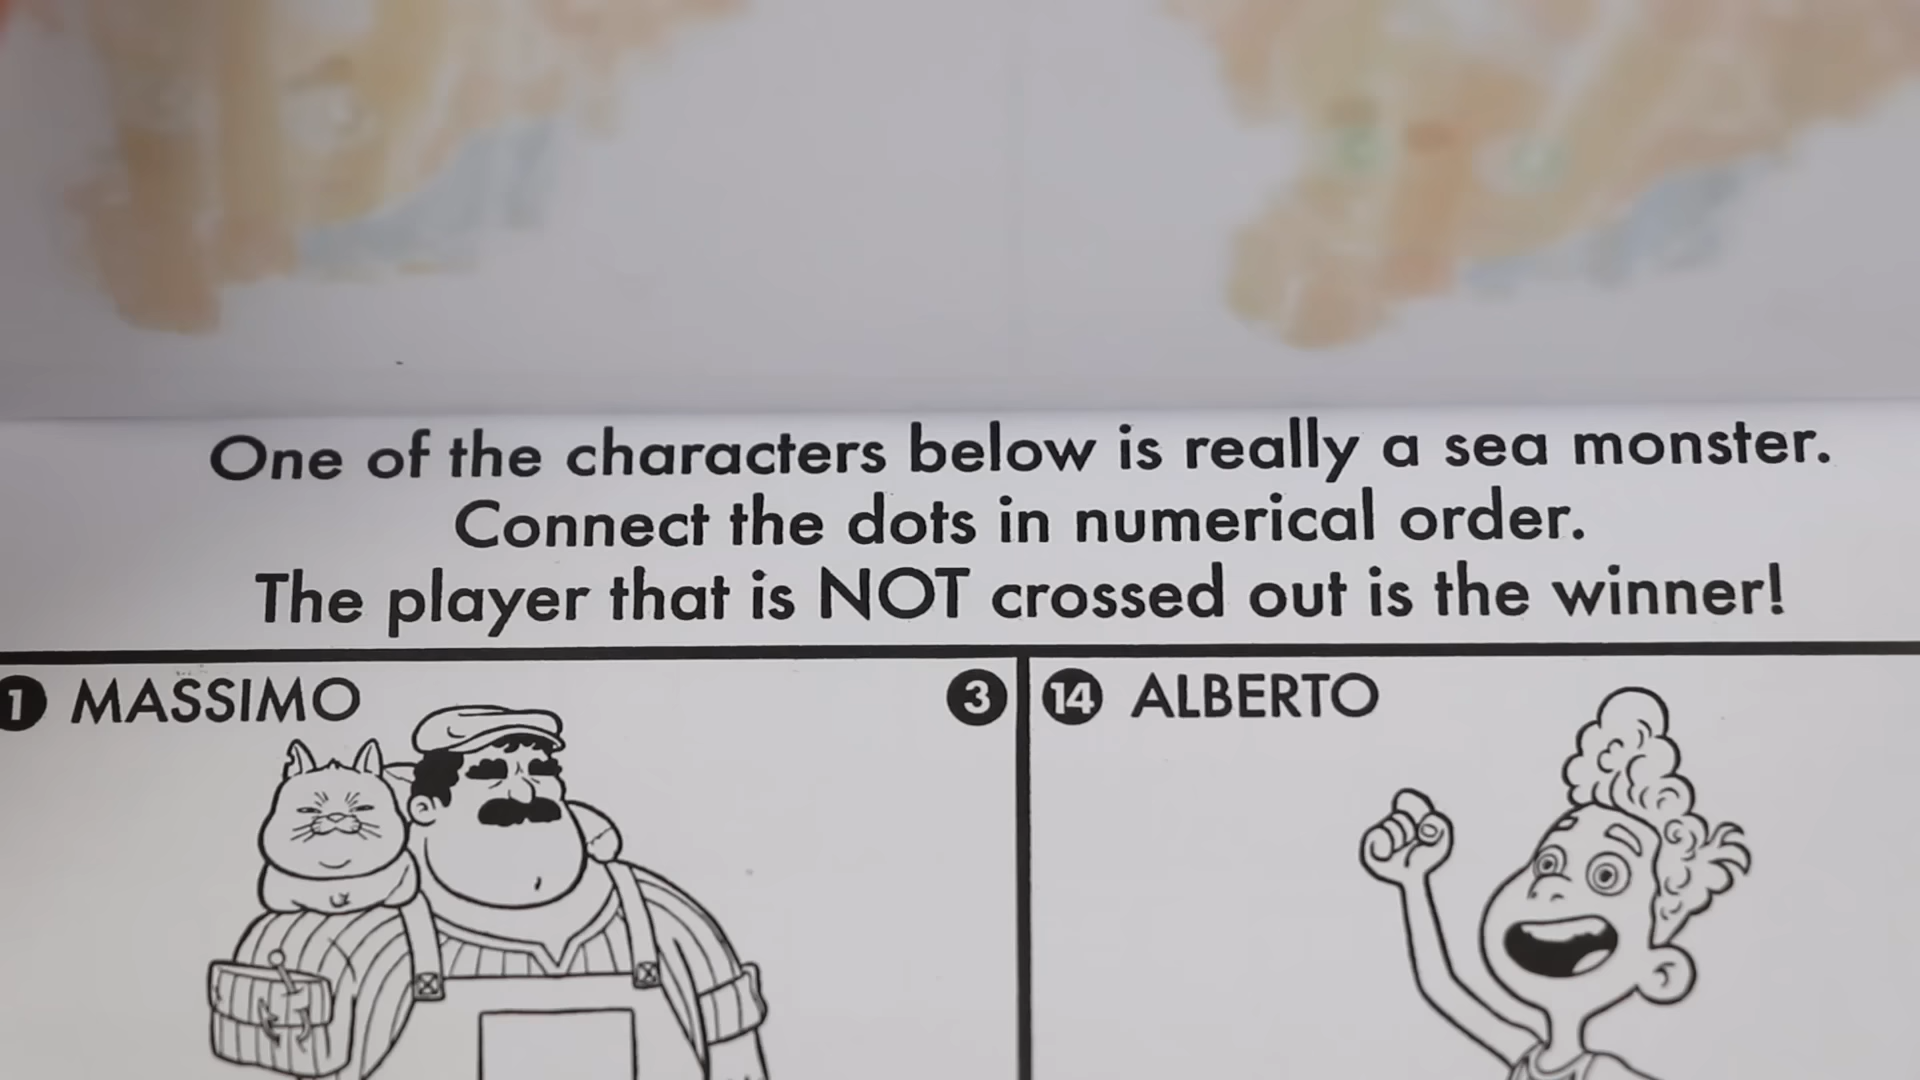 One of the characters below is really a sea monster.
Connect the dots in numerical order.
The player that is NOT crossed out is the winner!
1 MASSIMO 3
14 ALBERTO